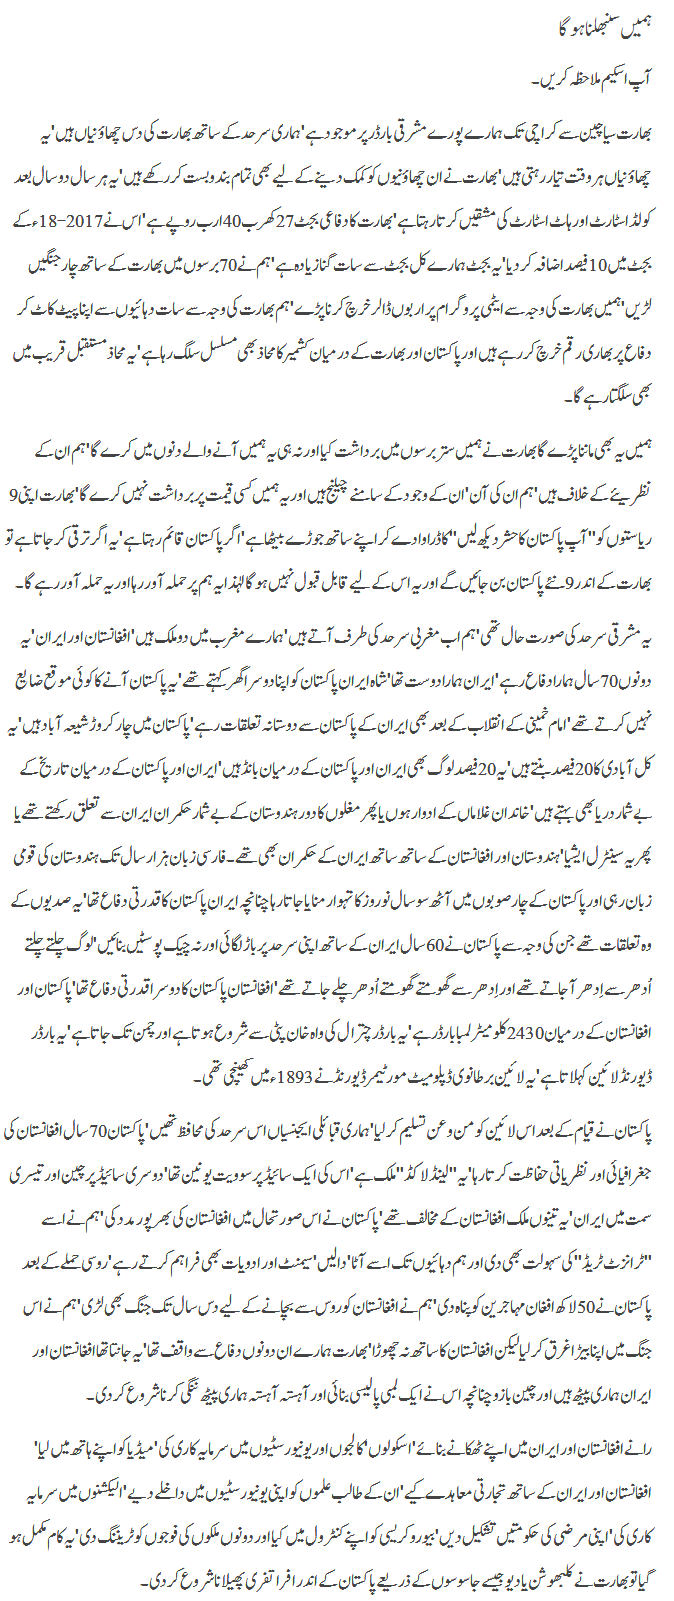 ہمیں سنبھلنا ہو گا
آپ اسکیم ملاحظہ کریں۔
بھارت سیاچین سے کراچی تک ہمارے پورے مشرقی بارڈر پر موجود ہے' ہماری سرحد کے ساتھ بھارت کی دس چھاؤنیاں ہیں' یہ
چھاؤنیاں ہر وقت تیار رہتی ہیں' بھارت نے ان چھاؤنیوں کو کمک دینے کے لیے بھی تمام بندوبست کر رکھے ہیں' یہ ہر سال دو سال بعد
کولڈ اسٹارٹ اور ہاٹ اسٹارٹ کی مشقیں کرتا رہتا ہے' بھارت کا دفاعی بجٹ 27 کھرب 40 ارب روپے ہے' اس نے 2017-18ء کے
بجٹ میں 10 فیصد اضافہ کر دیا' یہ بجٹ ہمارے کل بجٹ سے سات گنا زیادہ ہے' ہم نے 70 برسوں میں بھارت کے ساتھ چار جنگیں
لڑیں' ہمیں بھارت کی وجہ سے ایٹمی پروگرام پر اربوں ڈالر خرچ کرنا پڑے' ہم بھارت کی وجہ سے سات دہائیوں سے اپنا پیٹ کاٹ کر
دفاع پر بھاری رقم خرچ کر رہے ہیں اور پاکستان اور بھارت کے درمیان کشمیر کا محاذ بھی مسلسل سلگ رہا ہے' یہ محاذ مستقبل قریب میں
بھی سلگتا رہے گا۔
ہمیں یہ بھی ماننا پڑے گا بھارت نے ہمیں ستر برسوں میں برداشت کیا اور نہ ہی یہ ہمیں آنے والے دنوں میں کرے گا' ہم ان کے
نظریئے کے خلاف ہیں' ہم ان کی آن' ان کے وجود کے سامنے چیلنج ہیں اور یہ ہمیں کسی قیمت پر برداشت نہیں کرے گا' بھارت اپنی 9
ریاستوں کو ''آپ پاکستان کا حشر دیکھ لیں'' کا ڈراوا دے کر اپنے ساتھ جوڑے بیٹھا ہے' اگر پاکستان قائم رہتا ہے' یہ اگر ترقی کر جاتا ہے تو
بھارت کے اندر 9 نئے پاکستان بن جائیں گے اور یہ اس کے لیے قابل قبول نہیں ہو گا لہٰذا یہ ہم پر حملہ آور رہا اور یہ حملہ آور رہے گا۔
یہ مشرقی سرحد کی صورت حال تھی' ہم اب مغربی سرحد کی طرف آتے ہیں' ہمارے مغرب میں دو ملک ہیں' افغانستان اور ایران' یہ
دونوں 70 سال ہمارا دفاع رہے' ایران ہمارا دوست تھا' شاہ ایران پاکستان کو اپنا دوسرا گھر کہتے تھے' یہ پاکستان آنے کا کوئی موقع ضایع
نہیں کرتے تھے' امام خمینی کے انقلاب کے بعد بھی ایران کے پاکستان سے دوستانہ تعلقات رہے' پاکستان میں چار کروڑ شیعہ آباد ہیں' یہ
کل آبادی کا 20 فیصد بنتے ہیں' یہ 20 فیصد لوگ بھی ایران اور پاکستان کے درمیان بانڈ ہیں' ایران اور پاکستان کے درمیان تاریخ کے
بے شمار دریا بھی بہتے ہیں' خاندان غلاماں کے ادوار ہوں یا پھر مغلوں کا دور ہندوستان کے بے شمار حکمران ایران سے تعلق رکھتے تھے یا
پھر یہ سینٹرل ایشیا' ہندوستان اور افغانستان کے ساتھ ساتھ ایران کے حکمران بھی تھے۔ فارسی زبان ہزار سال تک ہندوستان کی قومی
زبان رہی اور پاکستان کے چار صوبوں میں آٹھ سو سال نوروز کا تہوار منایا جاتا رہا چنانچہ ایران پاکستان کا قدرتی دفاع تھا' یہ صدیوں کے
وہ تعلقات تھے جن کی وجہ سے پاکستان نے 60 سال ایران کے ساتھ اپنی سرحد پر باڑ لگائی اور نہ چیک پوسٹیں بنائیں' لوگ چلتے چلتے
اُدھر سے اِدھر آ جاتے تھے اور اِدھر سے گھومتے گھومتے اُدھر چلے جاتے تھے' افغانستان پاکستان کا دوسرا قدرتی دفاع تھا' پاکستان اور
افغانستان کے درمیان 2430 کلو میٹر لمبا بارڈر ہے' یہ بارڈر چترال کی واہ خان پٹی سے شروع ہوتا ہے اور چمن تک جاتا ہے' یہ بارڈر
ڈیورنڈ لائین کہلاتا ہے' یہ لائین برطانوی ڈپلومیٹ مورٹیمر ڈیورنڈ نے 1893ء میں کھینچی تھی۔
پاکستان نے قیام کے بعد اس لائین کو من و عن تسلیم کر لیا' ہماری قبائلی ایجنسیاں اس سرحد کی محافظ تھیں' پاکستان 70 سال افغانستان کی
جغرافیائی اور نظریاتی حفاظت کرتا رہا' یہ ''لینڈ لاکڈ'' ملک ہے' اس کی ایک سائیڈ پر سوویت یونین تھا' دوسری سائیڈ پر چین اور تیسری
سمت میں ایران' یہ تینوں ملک افغانستان کے مخالف تھے' پاکستان نے اس صورتحال میں افغانستان کی بھرپور مدد کی' ہم نے اسے
''ٹرانزٹ ٹریڈ'' کی سہولت بھی دی اور ہم دہائیوں تک اسے آٹا' دالیں' سیمنٹ اور ادویات بھی فراہم کرتے رہے' روسی حملے کے بعد
پاکستان نے 50 لاکھ افغان مہاجرین کو پناہ دی' ہم نے افغانستان کو روس سے بچانے کے لیے دس سال تک جنگ بھی لڑی' ہم نے اس
جنگ میں اپنا بیڑا غرق کر لیا لیکن افغانستان کا ساتھ نہ چھوڑا' بھارت ہمارے ان دونوں دفاع سے واقف تھا' یہ جانتا تھا افغانستان اور
ایران ہماری پیٹھ ہیں اور چین بازو چنانچہ اس نے ایک لمبی پالیسی بنائی اور آہستہ آہستہ ہماری پیٹھ ننگی کرنا شروع کر دی۔
را نے افغانستان اور ایران میں اپنے ٹھکانے بنائے' اسکولوں' کالجوں اور یونیورسٹیوں میں سرمایہ کاری کی' میڈیا کو اپنے ہاتھ میں لیا'
افغانستان اور ایران کے ساتھ تجارتی معاہدے کیے' ان کے طالب علموں کو اپنی یونیورسٹیوں میں داخلے دیے' الیکشنوں میں سرمایہ
کاری کی' اپنی مرضی کی حکومتیں تشکیل دیں' بیوروکریسی کو اپنے کنٹرول میں کیا اور دونوں ملکوں کی فوجوں کو ٹریننگ دی' یہ کام مکمل ہو
گیا تو بھارت نے کلبھوشن یادیو جیسے جاسوسوں کے ذریعے پاکستان کے اندر افراتفری پھیلانا شروع کر دی۔